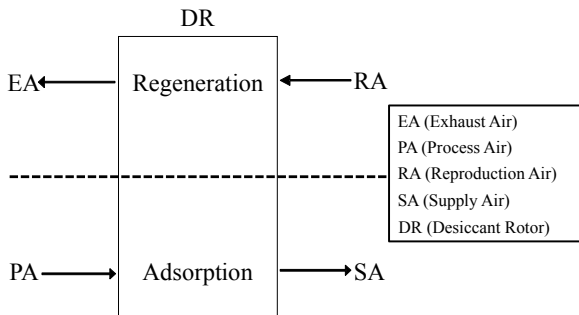 DR
EA
Regeneration
RA
EA (Exhaust Air)
PA (Process Air)
RA (Reproduction Air)
SA (Supply Air)
DR (Desiccant Rotor)
PA
Adsorption
SA